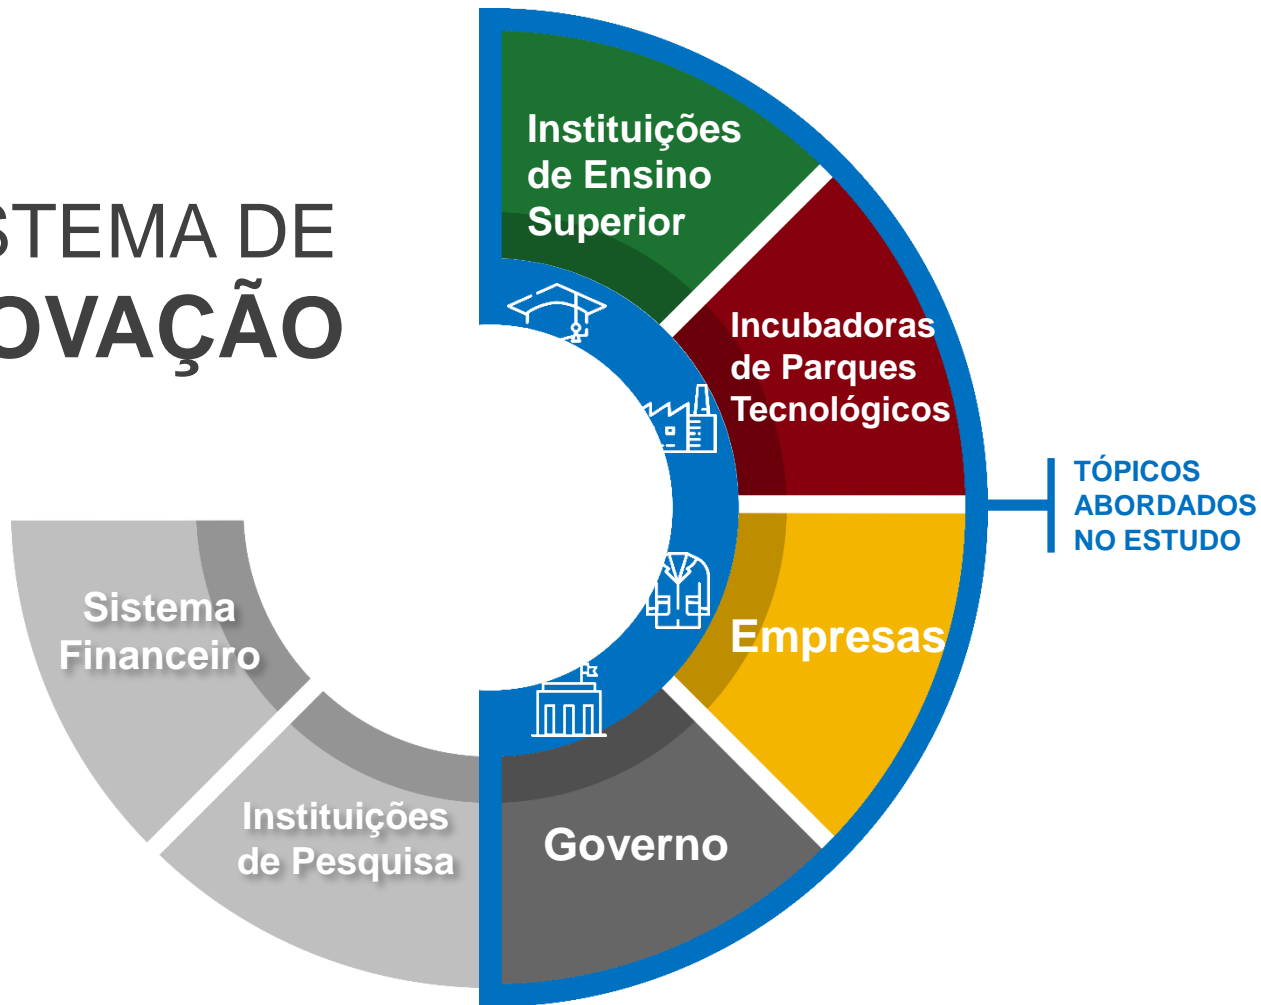 STEMA DE
OVAÇÃO
Instituições
de Ensino
Superior
Incubadoras
de Parques
Tecnológicos
TÓPICOS
ABORDADOS
NO ESTUDO
Empresas
Governo
Instituições
de Pesquisa
Sistema
Financeiro